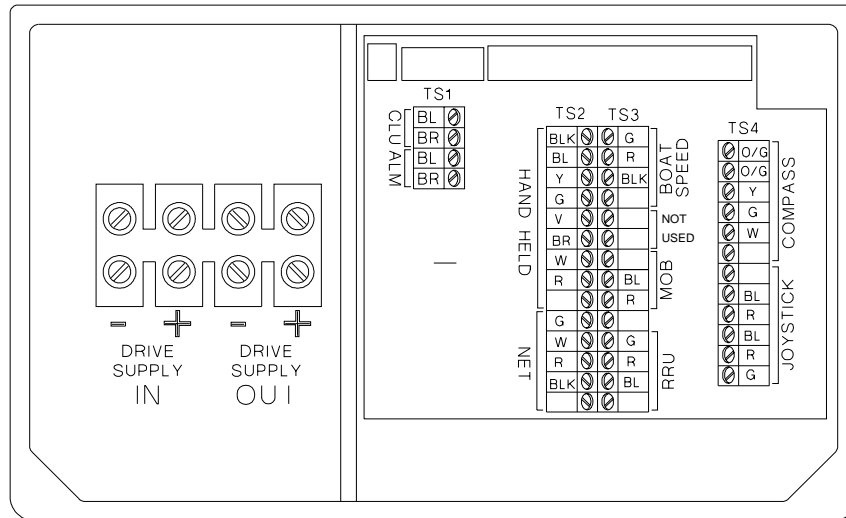 TS1
CLU
BL
BR
ALM
BL
BR
TS2
HAND HELD
BLK
BL
Y
G
V
BR
W
R
NET
G
W
R
BLK
TS3
G
R
BLK
BOAT
SPEED
NOT
USED
BL
R
MOB
G
R
BL
RRU
TS4
O/G
O/G
Y
G
W
COMPASS
BL
R
BL
R
G
JOYSTICK
- + - +
DRIVE
SUPPLY
IN
DRIVE
SUPPLY
OUI